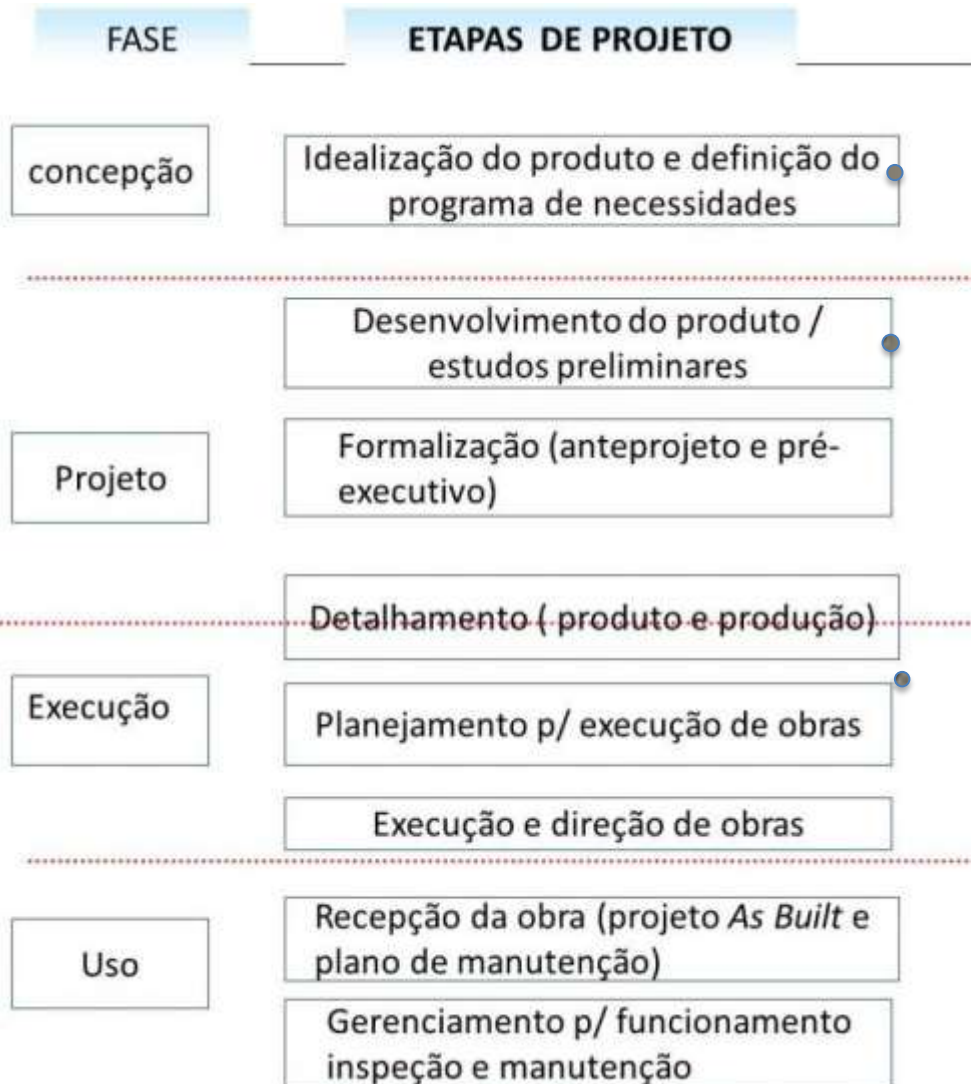 FASE
ETAPAS DE PROJETO
concepção
Idealização do produto e definição do
programa de necessidades
Desenvolvimento do produto /
estudos preliminares
Projeto
Formalização (anteprojeto e pré-
executivo)
Detalhamento ( produto e produção)
Execução
Planejamento p/ execução de obras
Execução e direção de obras
Uso
Recepção da obra (projeto As Built e
plano de manutenção)
Gerenciamento p/ funcionamento
inspeção e manutenção